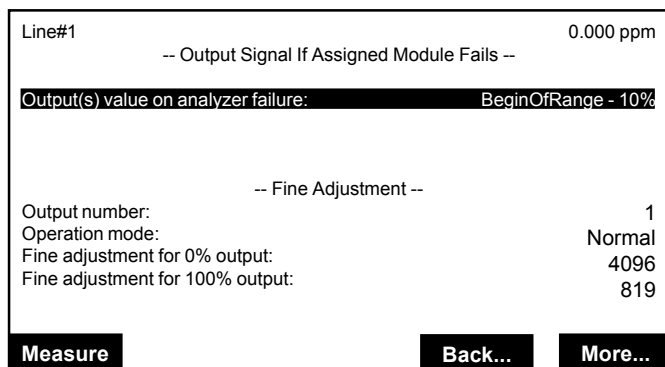 Line#1 0.000 ppm
-- Output Signal If Assigned Module Fails --
Output(s) value on analyzer failure: BeginOfRange - 10%
-- Fine Adjustment --
Output number: 1
Operation mode: Normal
Fine adjustment for 0% output: 4096
Fine adjustment for 100% output: 819
Measure Back... More...